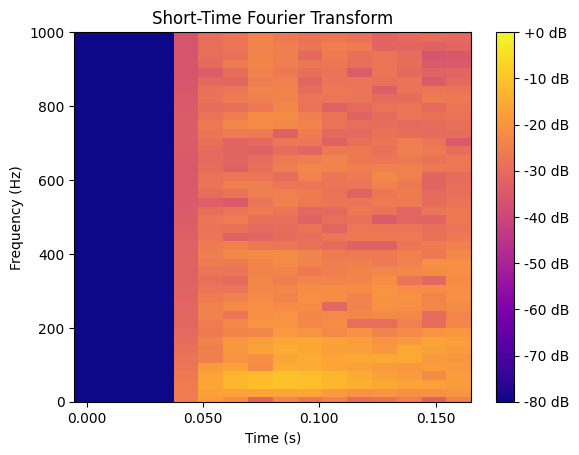 Short-Time Fourier Transform
1000
800
600
400
200
0
Frequency (Hz)
0.000
0.050
0.100
0.150
Time (s)
+0 dB
-10 dB
-20 dB
-30 dB
-40 dB
-50 dB
-60 dB
-70 dB
-80 dB